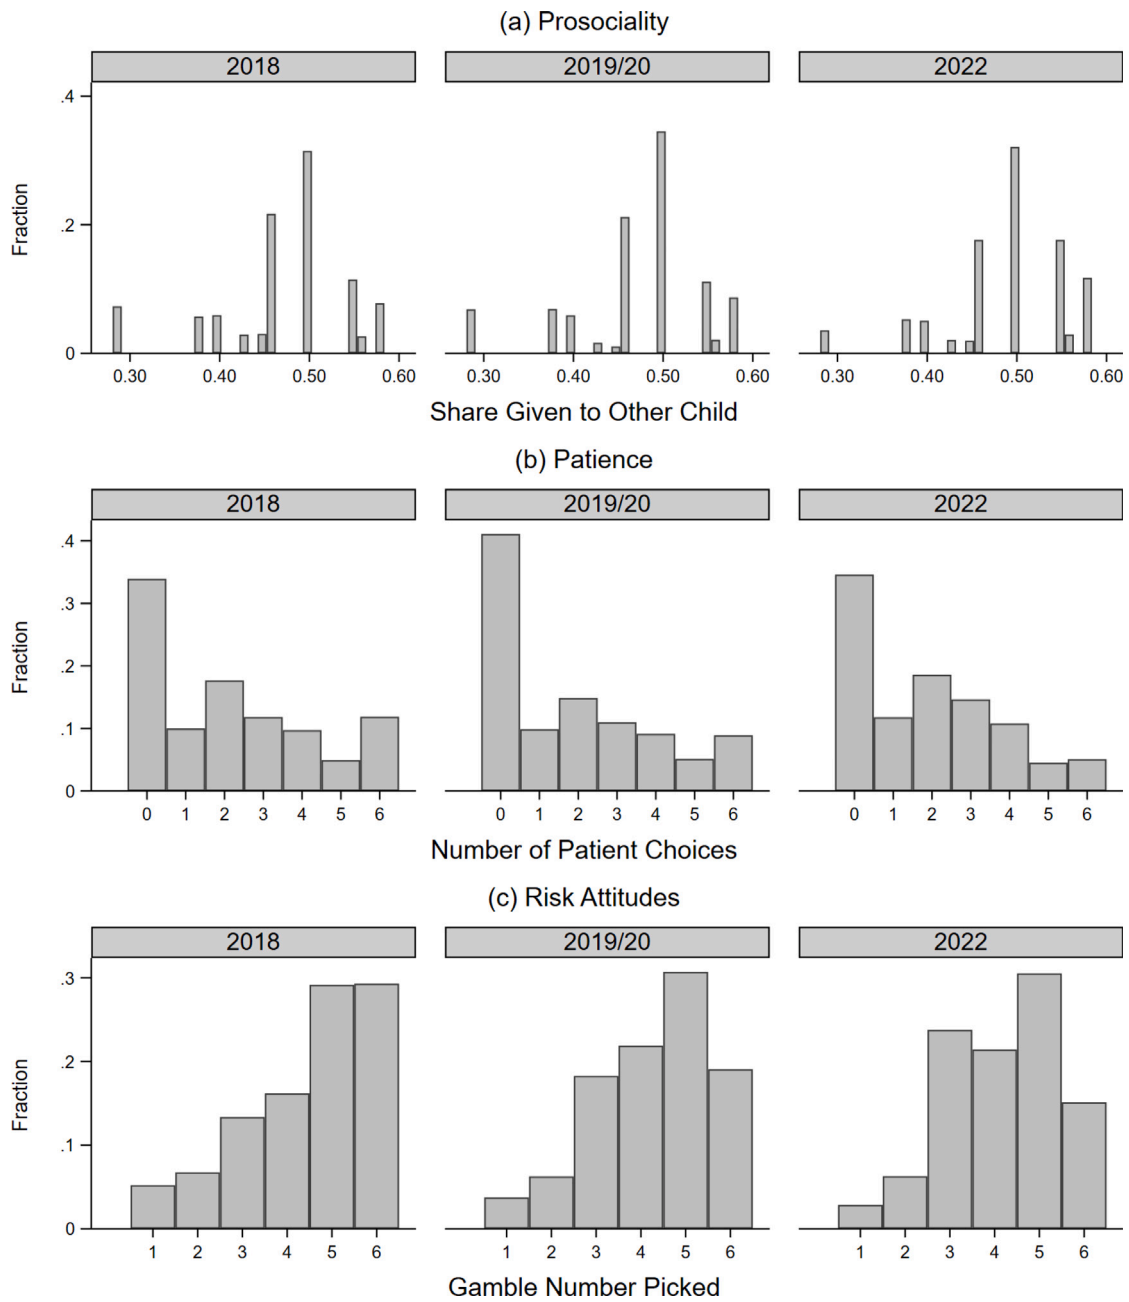 (a) Prosociality
2018 2019/20 2022
.4
.2
0
Fraction
0.30 0.40 0.50 0.60 0.30 0.40 0.50 0.60 0.30 0.40 0.50 0.60
Share Given to Other Child
(b) Patience
2018 2019/20 2022
.4
.3
.2
.1
0
Fraction
0 1 2 3 4 5 6 0 1 2 3 4 5 6 0 1 2 3 4 5 6
Number of Patient Choices
(c) Risk Attitudes
2018 2019/20 2022
.3
.2
.1
0
Fraction
1 2 3 4 5 6 1 2 3 4 5 6 1 2 3 4 5 6
Gamble Number Picked